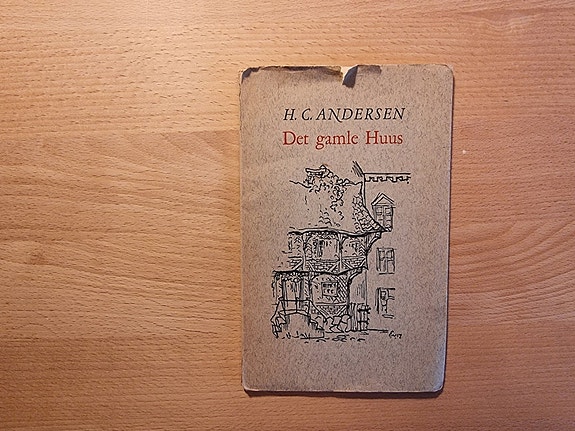 H. C. ANDERSEN
Det gamle Huus